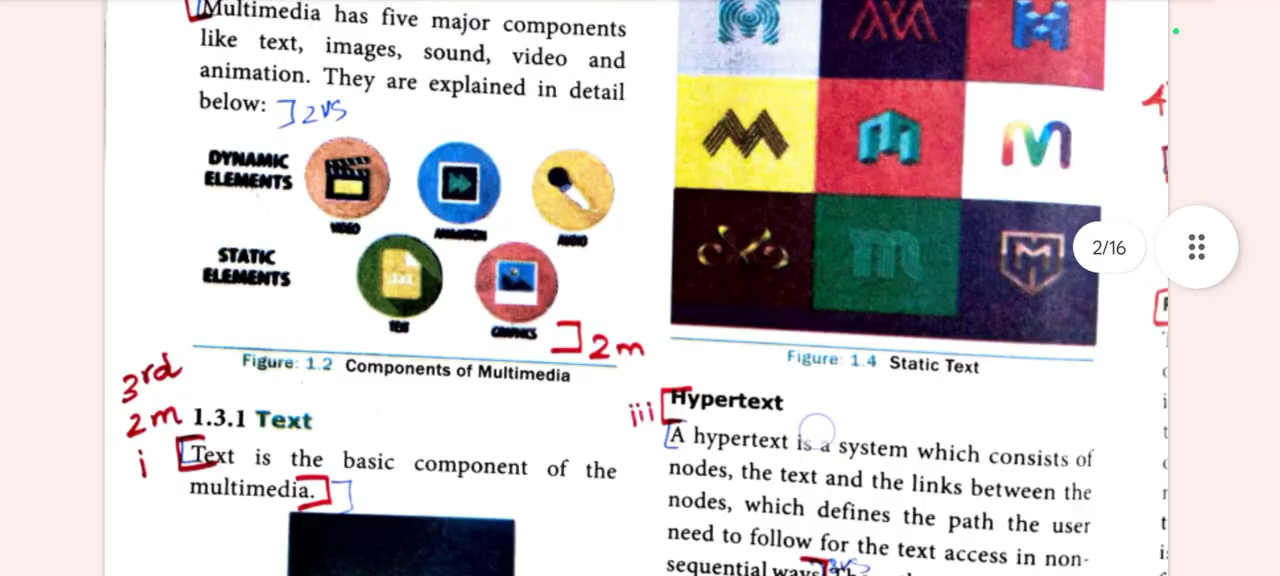 Multimedia has five major components
like text, images, sound, video and
animation. They are explained in detail
below: 2vs
DYNAMIC
ELEMENTS
VIDEO
ANIMATION
AUDIO
STATIC
ELEMENTS
TEXT
GRAPHICS
2m
Figure: 1.2 Components of Multimedia
3rd
2m 1.3.1 Text
i Text is the basic component of the
multimedia.
Figure: 1.4 Static Text
iii Hypertext
A hypertext is a system which consists of
nodes, the text and the links between the
nodes, which defines the path the user
need to follow for the text access in non-
sequential ways.
2/16